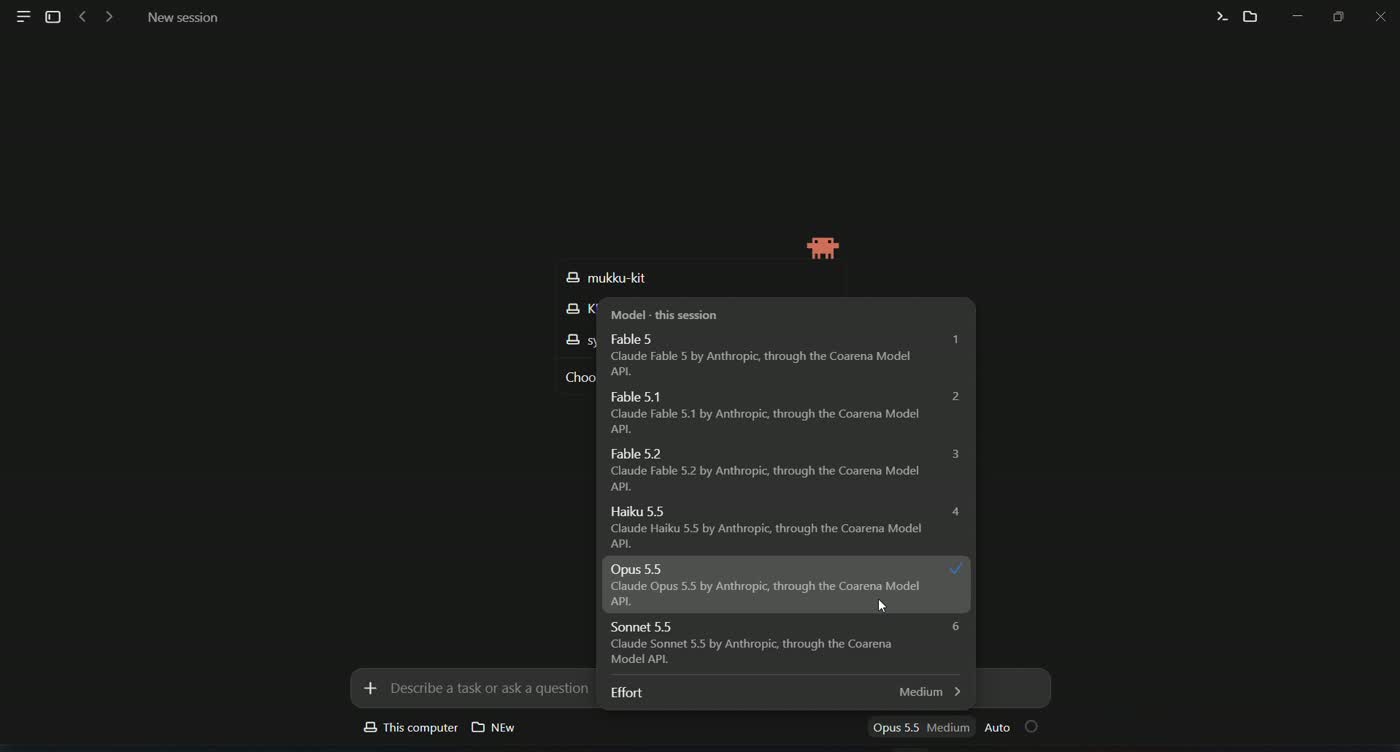 New session
mukku-kit
Model · this session
Fable 5 1
Claude Fable 5 by Anthropic, through the Coarena Model
API.
Choo
Fable 5.1 2
Claude Fable 5.1 by Anthropic, through the Coarena Model
API.
Fable 5.2 3
Claude Fable 5.2 by Anthropic, through the Coarena Model
API.
Haiku 5.5 4
Claude Haiku 5.5 by Anthropic, through the Coarena Model
API.
Opus 5.5
Claude Opus 5.5 by Anthropic, through the Coarena Model
API.
Sonnet 5.5 6
Claude Sonnet 5.5 by Anthropic, through the Coarena
Model API.
Effort Medium
Describe a task or ask a question
This computer NEw Opus 5.5 Medium Auto